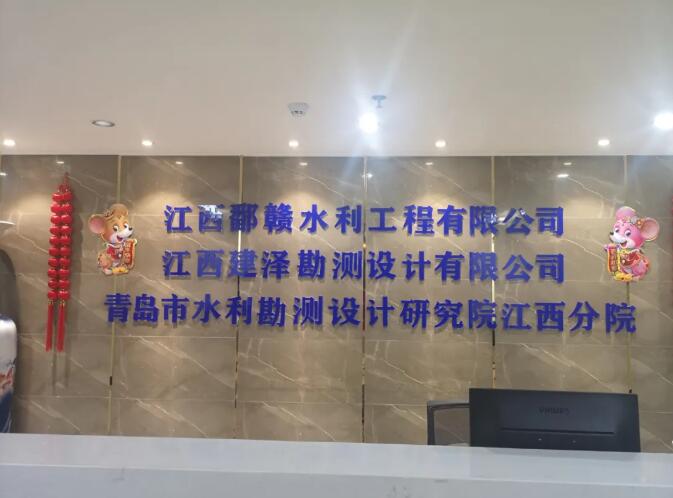 江西鄱赣水利工程有限公司
江西建泽勘测设计有限公司
青岛市水利勘测设计研究院江西分院
PHILIPS